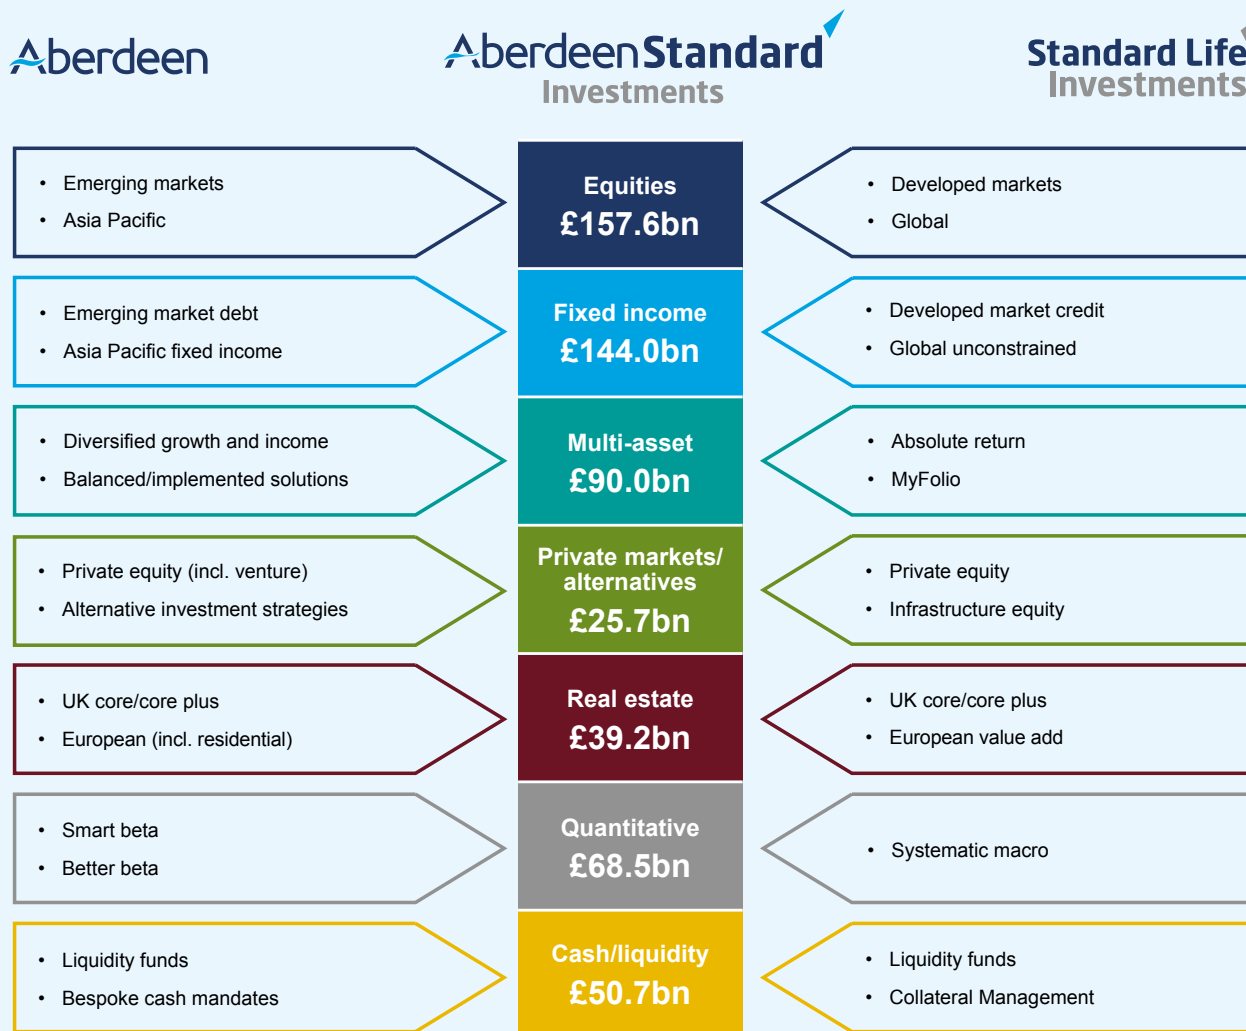 Aberdeen
Aberdeen Standard
Investments
Standard Life
Investments
• Emerging markets
• Asia Pacific
Equities
£157.6bn
• Developed markets
• Global
• Emerging market debt
• Asia Pacific fixed income
Fixed income
£144.0bn
• Developed market credit
• Global unconstrained
• Diversified growth and income
• Balanced/implemented solutions
Multi-asset
£90.0bn
• Absolute return
• MyFolio
• Private equity (incl. venture)
• Alternative investment strategies
Private markets/
alternatives
£25.7bn
• Private equity
• Infrastructure equity
• UK core/core plus
• European (incl. residential)
Real estate
£39.2bn
• UK core/core plus
• European value add
• Smart beta
• Better beta
Quantitative
£68.5bn
• Systematic macro
• Liquidity funds
• Bespoke cash mandates
Cash/liquidity
£50.7bn
• Liquidity funds
• Collateral Management